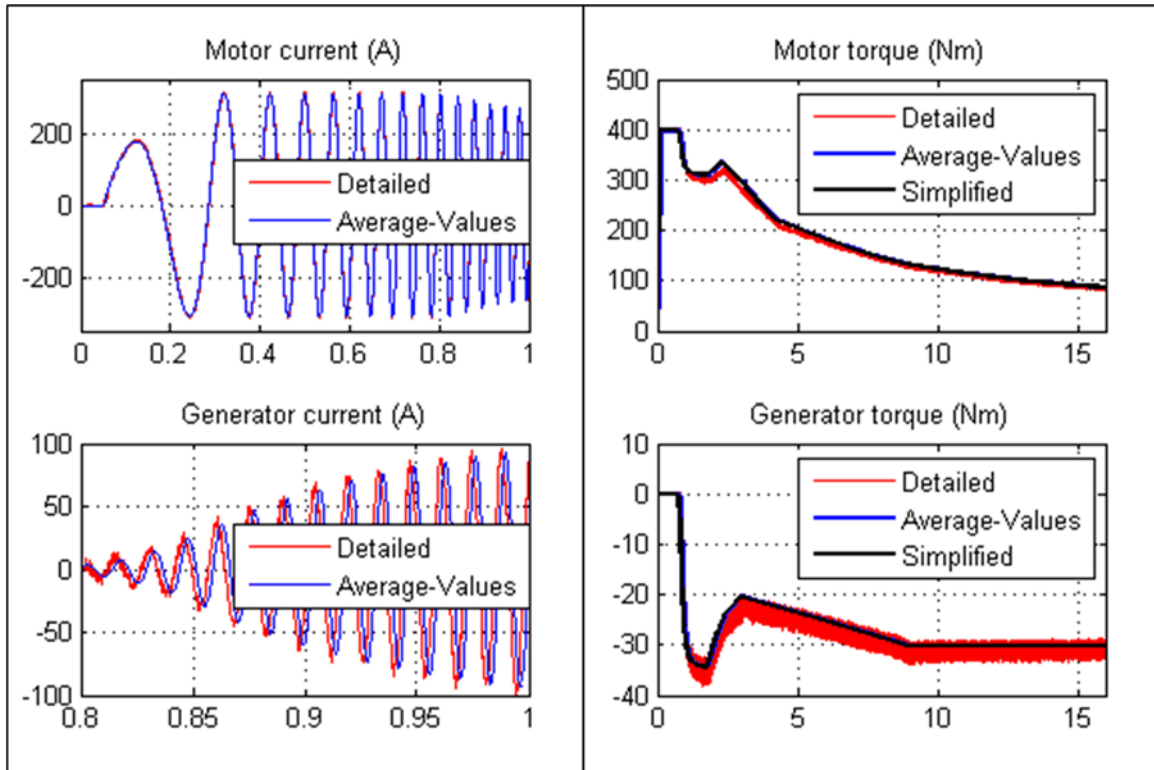 Motor current (A)
200
0
-200
0
0.2
0.4
0.6
0.8
1
Detailed
Average-Values
Motor torque (Nm)
500
400
300
200
100
0
0
5
10
15
Detailed
Average-Values
Simplified
Generator current (A)
100
50
0
-50
-100
0.8
0.85
0.9
0.95
1
Detailed
Average-Values
Generator torque (Nm)
10
0
-10
-20
-30
-40
0
5
10
15
Detailed
Average-Values
Simplified